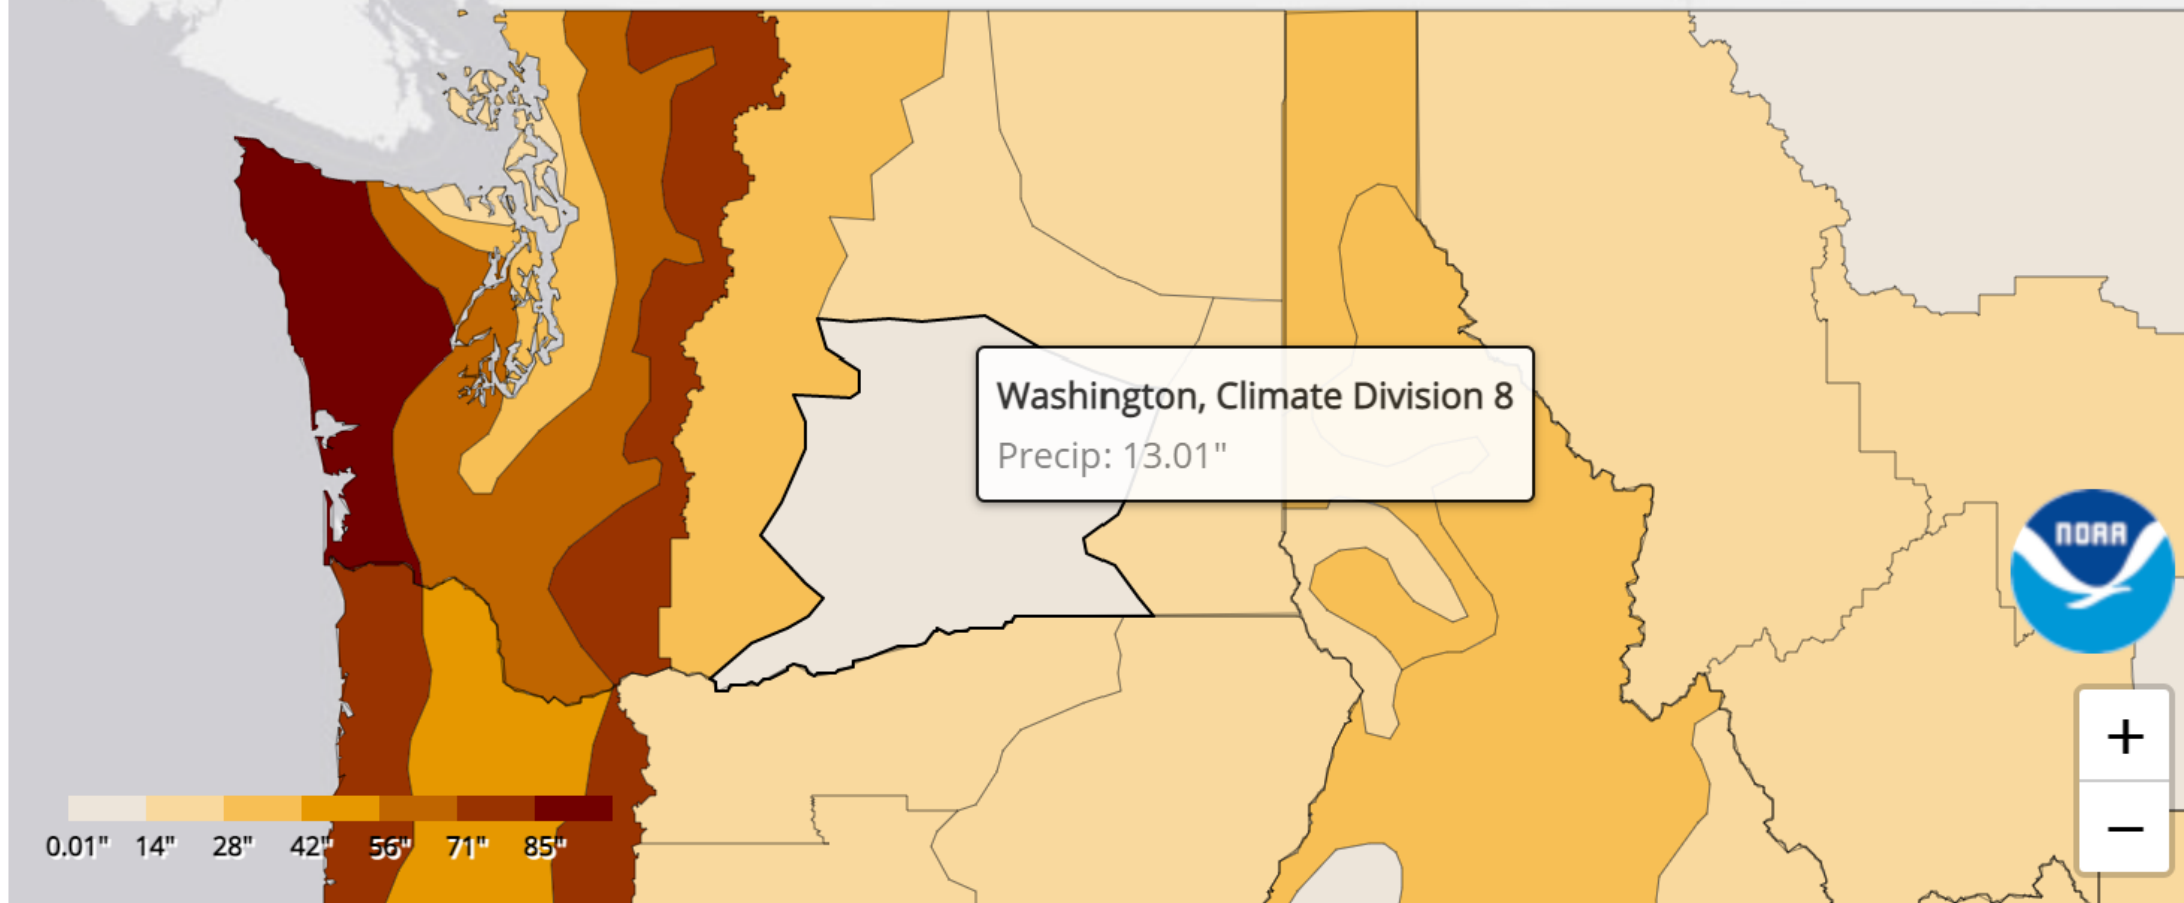 Washington, Climate Division 8
Precip: 13.01"
NOAA
+
−
0.01" 14" 28" 42" 56" 71" 85"